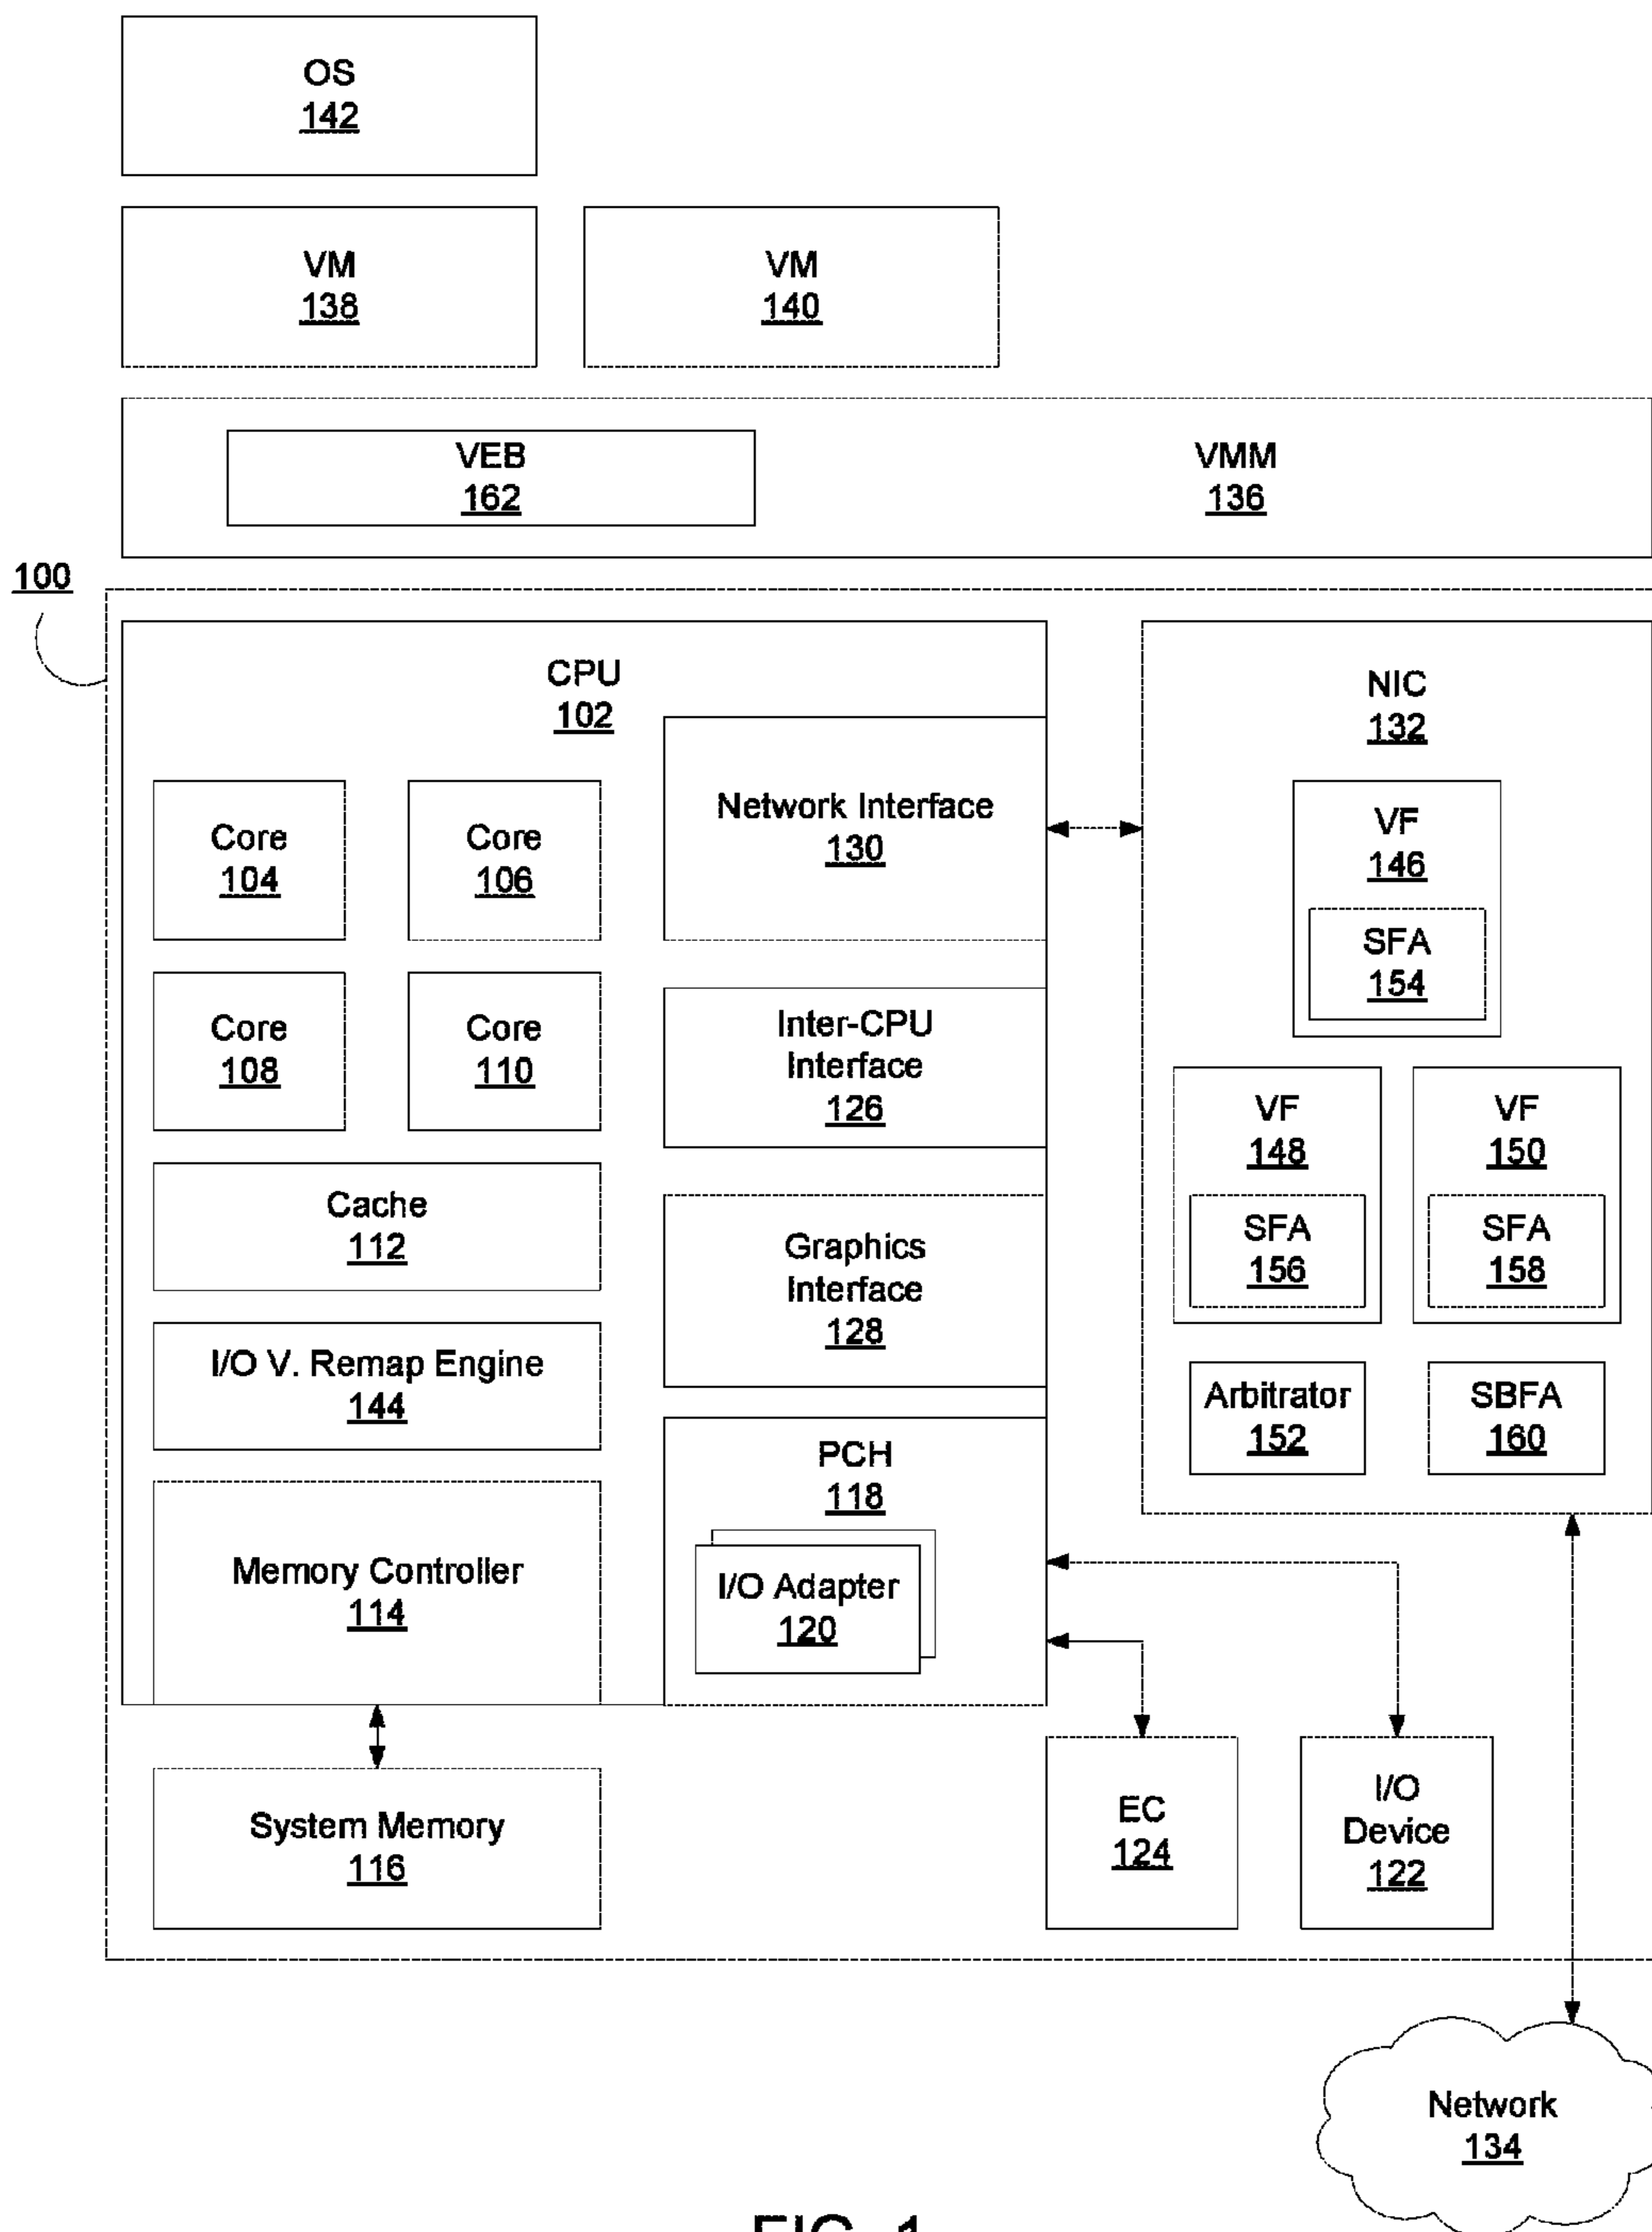 OS
142
VM
138
VM
140
VEB
162
VMM
136
100
CPU
102
Core
104
Core
106
Core
108
Core
110
Cache
112
I/O V. Remap Engine
144
Memory Controller
114
Network Interface
130
Inter-CPU
Interface
126
Graphics
Interface
128
PCH
118
I/O Adapter
120
NIC
132
VF
146
SFA
154
VF
148
SFA
156
VF
150
SFA
158
Arbitrator
152
SBFA
160
System Memory
116
EC
124
I/O
Device
122
Network
134
FIG. 1